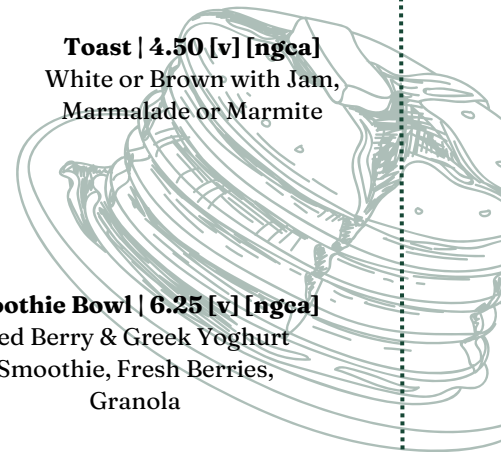 Toast | 4.50 [v] [ngca]
White or Brown with Jam,
Marmalade or Marmite
Bowl | 6.25 [v] [ngca]
Berry & Greek Yoghurt
Smoothie, Fresh Berries,
Granola